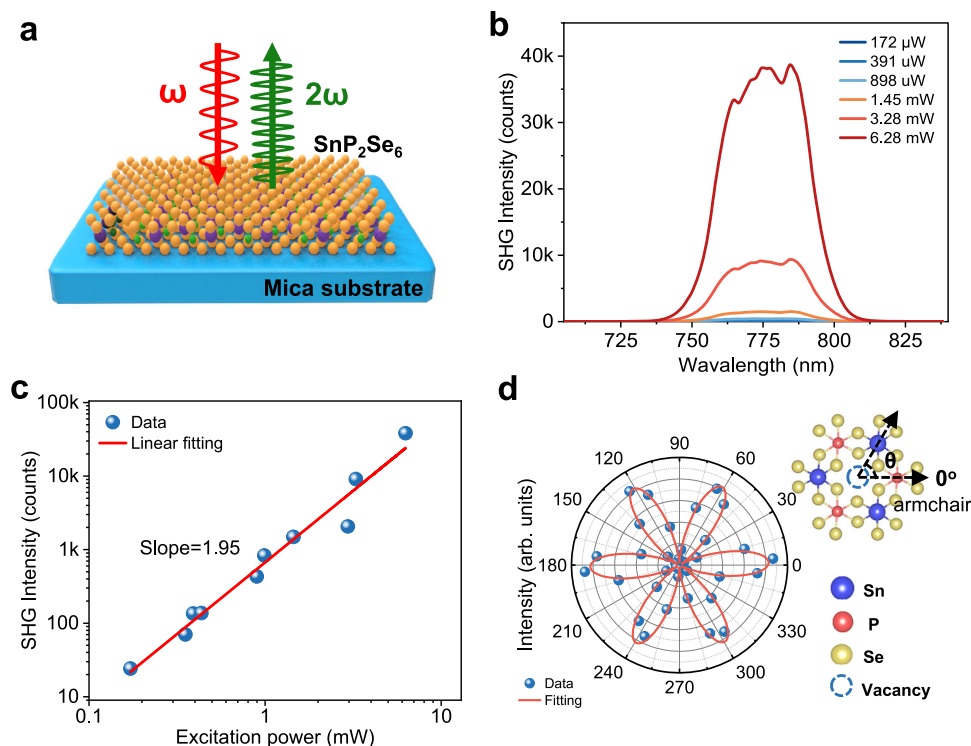 a
ω
2ω
SnP₂Se₆
Mica substrate
b
SHG Intensity (counts)
40k
30k
20k
10k
0
725
750
775
800
825
Wavelength (nm)
172 µW
391 uW
898 uW
1.45 mW
3.28 mW
6.28 mW
c
SHG Intensity (counts)
100k
10k
1k
100
10
0.1
1
10
Excitation power (mW)
Data
Linear fitting
Slope=1.95
d
Intensity (arb. units)
90
60
30
0
330
300
270
240
210
180
150
120
Data
Fitting
θ
0º
armchair
Sn
P
Se
Vacancy